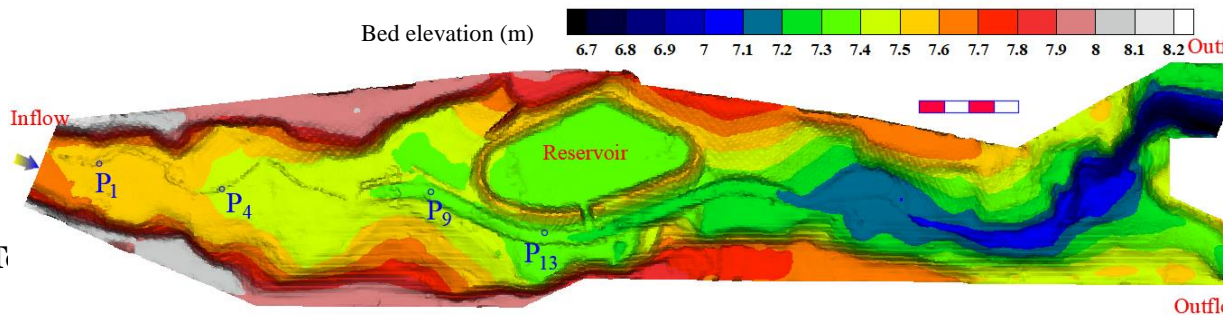 Bed elevation (m)
6.7 6.8 6.9 7 7.1 7.2 7.3 7.4 7.5 7.6 7.7 7.8 7.9 8 8.1 8.2
Outf
Inflow
Reservoir
P1
P4
P9
P13
Outflo